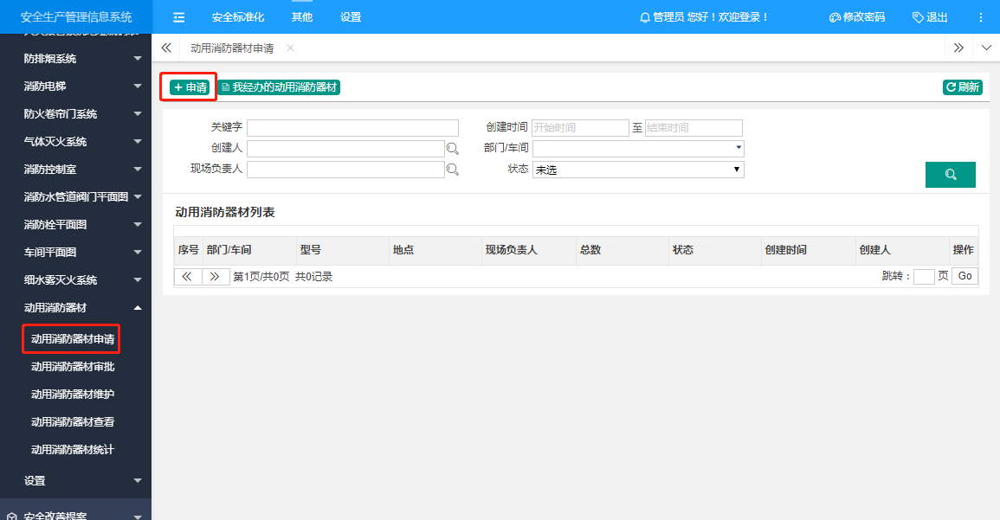 安全生产管理信息系统
安全标准化 其他 设置
管理员 您好！欢迎登录！
修改密码 退出
动用消防器材申请
防排烟系统
消防电梯
防火卷帘门系统
气体灭火系统
消防控制室
消防水管道阀门平面图
消防栓平面图
车间平面图
细水雾灭火系统
动用消防器材
动用消防器材申请
动用消防器材审批
动用消防器材维护
动用消防器材查看
动用消防器材统计
设置
安全改善提案
申请 我经办的动用消防器材 刷新
关键字 创建时间 开始时间 至 结束时间
创建人 部门/车间
现场负责人 状态 未选
动用消防器材列表
序号 部门/车间 型号 地点 现场负责人 总数 状态 创建时间 创建人 操作
第1页/共0页 共0记录 跳转： 页 Go